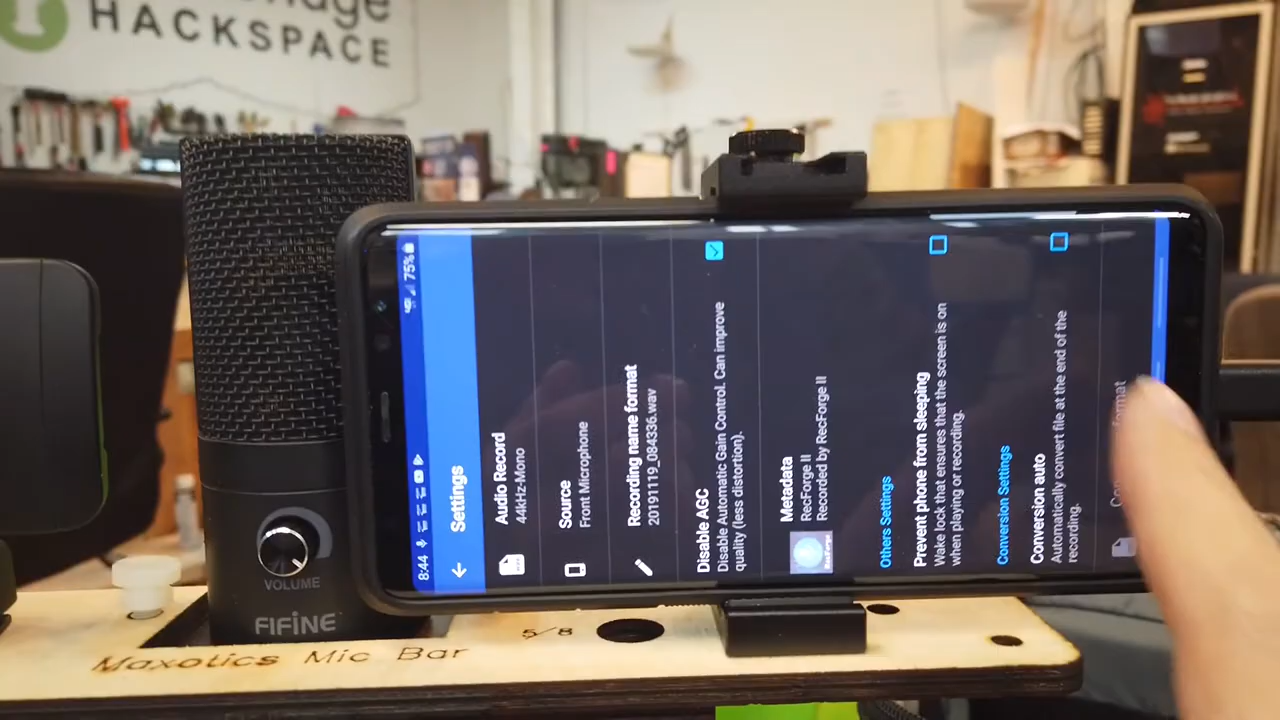 HACKSPACE
8:44
75%
Settings
Audio Record
44kHz-Mono
Source
Front Microphone
Recording name format
20191119_084336.wav
Disable AGC
Disable Automatic Gain Control. Can improve
quality (less distortion).
Metadata
RecForge II
Recorded by RecForge II
Others Settings
Prevent phone from sleeping
Wake lock that ensures that the screen is on
when playing or recording.
Conversion Settings
Conversion auto
Automatically convert file at the end of the
recording.
VOLUME
FIFINE
5/8
Maxotics Mic Bar